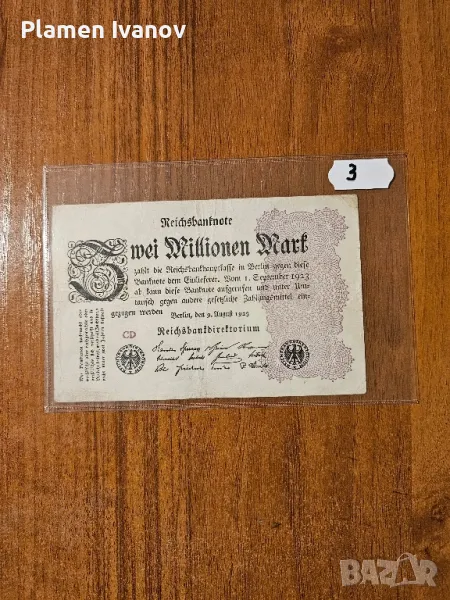 Plamen Ivanov
3
Reichsbanknote
Zwei Millionen Mark
zahlt die Reichsbankhauptkasse in Berlin gegen diese
Banknote dem Einlieferer. Vom 1. September 1923
ab kann diese Banknote aufgerufen und unter Um-
tausch gegen andere gesetzliche Zahlungsmittel ein-
gezogen werden
Berlin, den 9. August 1923
Reichsbankdirektorium
CD
BAZAR